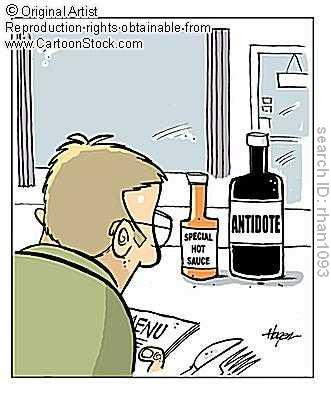 © Original Artist
Reproduction rights obtainable from
www.CartoonStock.com
SPECIAL
HOT
SAUCE
ANTIDOTE
MENU
search ID: rhan1093